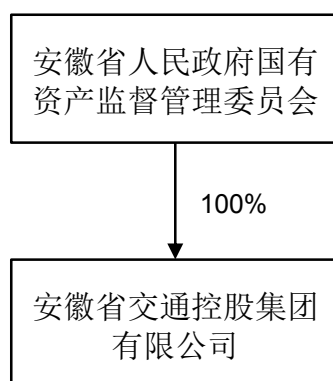 安徽省人民政府国有
资产监督管理委员会
100%
安徽省交通控股集团
有限公司